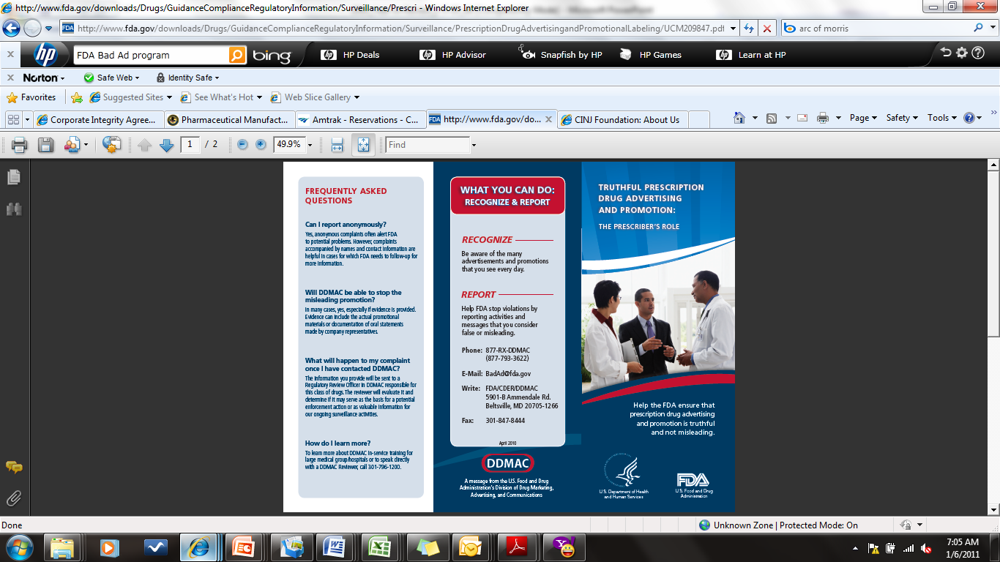 http://www.fda.gov/downloads/Drugs/GuidanceComplianceRegulatoryInformation/Surveillance/Prescri - Windows Internet Explorer
http://www.fda.gov/downloads/Drugs/GuidanceComplianceRegulatoryInformation/Surveillance/PrescriptionDrugAdvertisingandPromotionalLabeling/UCM209847.pdf
arc of morris
hp
FDA Bad Ad program
bing
HP Deals
HP Advisor
Snapfish by HP
HP Games
Learn at HP
Norton
Safe Web
Identity Safe
Favorites
Suggested Sites
See What's Hot
Web Slice Gallery
Corporate Integrity Agree...
Pharmaceutical Manufact...
Amtrak - Reservations - C...
FDA http://www.fda.gov/do...
CINJ Foundation: About Us
Page
Safety
Tools
1 / 2
49.9%
Find
FREQUENTLY ASKED
QUESTIONS
Can I report anonymously?
Yes, anonymous complaints often alert FDA
to potential problems. However, complaints
accompanied by names and contact information are
helpful in cases for which FDA needs to follow-up for
more information.
Will DDMAC be able to stop the
misleading promotion?
In many cases, yes, especially if evidence is provided.
Evidence can include the actual promotional
materials or documentation of oral statements
made by company representatives.
What will happen to my complaint
once I have contacted DDMAC?
The information you provide will be sent to a
Regulatory Review Officer in DDMAC responsible for
this class of drugs. The reviewer will evaluate it and
determine if it may serve as the basis for a potential
enforcement action or as valuable information for
our ongoing surveillance activities.
How do I learn more?
To learn more about DDMAC in-service training for
large medical group/hospitals or to speak directly
with a DDMAC Reviewer, call 301-796-1200.
WHAT YOU CAN DO:
RECOGNIZE & REPORT
RECOGNIZE
Be aware of the many
advertisements and promotions
that you see every day.
REPORT
Help FDA stop violations by
reporting activities and
messages that you consider
false or misleading.
Phone: 877-RX-DDMAC
(877-793-3622)
E-Mail: BadAd@fda.gov
Write: FDA/CDER/DDMAC
5901-B Ammendale Rd.
Beltsville, MD 20705-1266
Fax: 301-847-8444
April 2010
DDMAC
A message from the U.S. Food and Drug
Administration's Division of Drug Marketing,
Advertising, and Communications
TRUTHFUL PRESCRIPTION
DRUG ADVERTISING
AND PROMOTION:
THE PRESCRIBER'S ROLE
Help the FDA ensure that
prescription drug advertising
and promotion is truthful
and not misleading.
U.S. Department of Health
and Human Services
FDA
U.S. Food and Drug
Administration
Done
Unknown Zone | Protected Mode: On
7:05 AM
1/6/2011